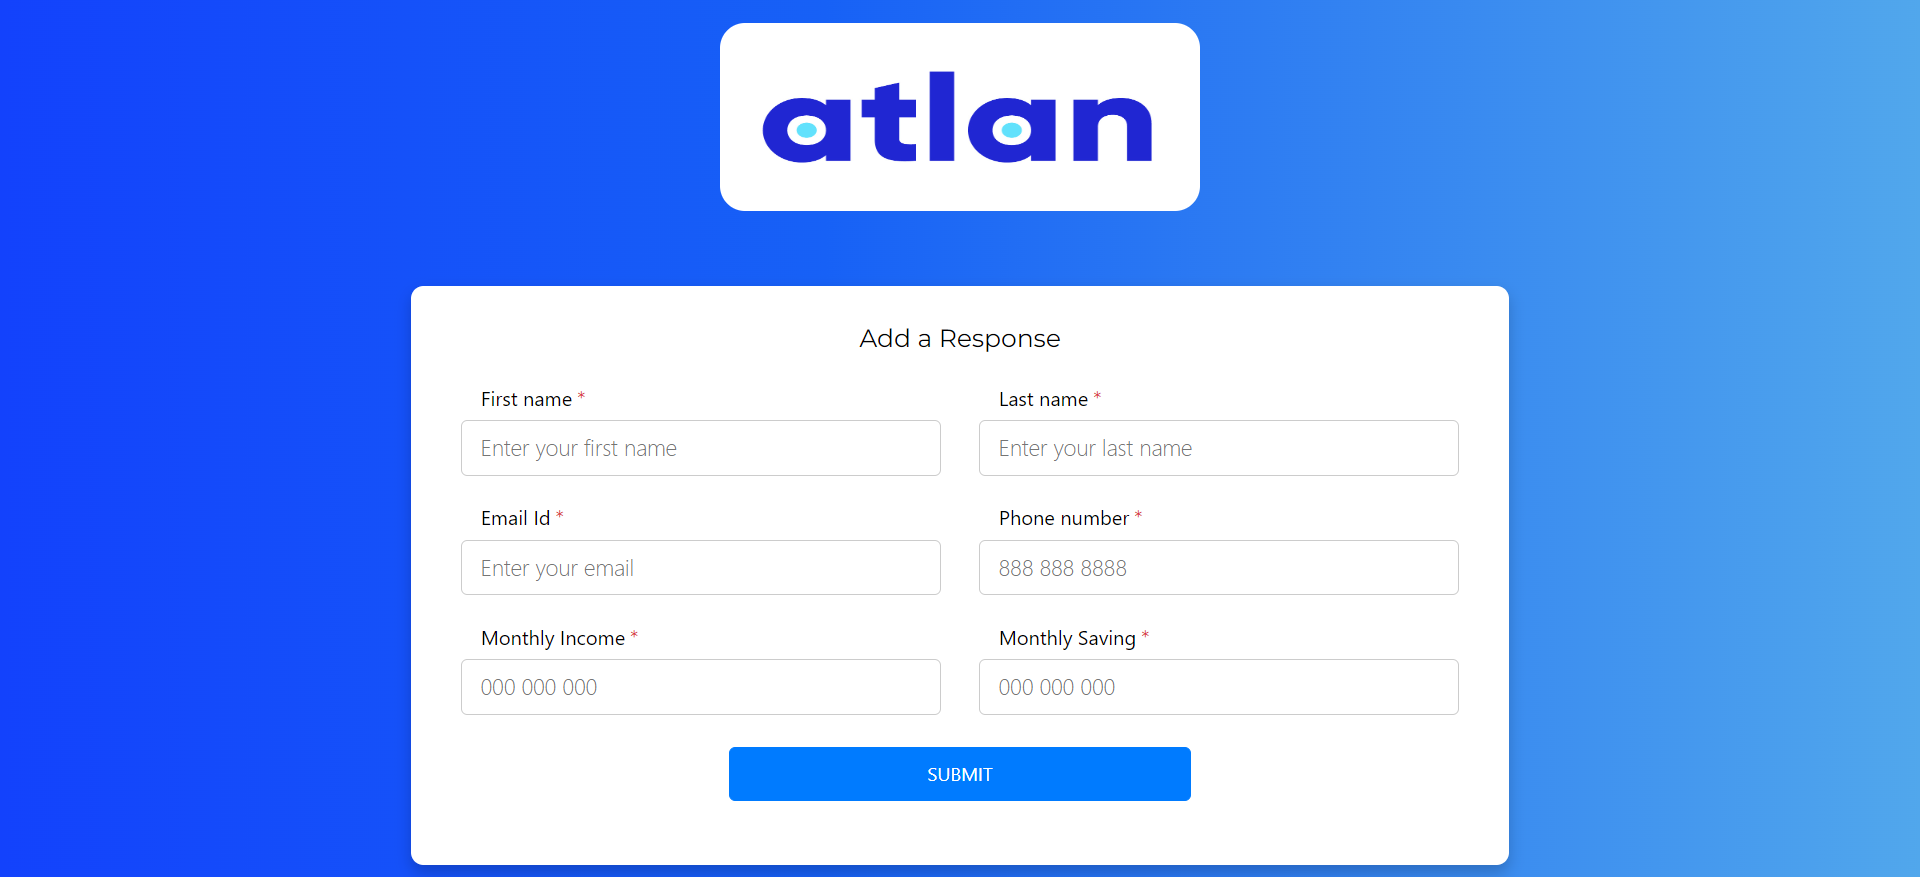 atlan
Add a Response
First name *
Last name *
Enter your first name
Enter your last name
Email Id *
Phone number *
Enter your email
888 888 8888
Monthly Income *
Monthly Saving *
000 000 000
000 000 000
SUBMIT